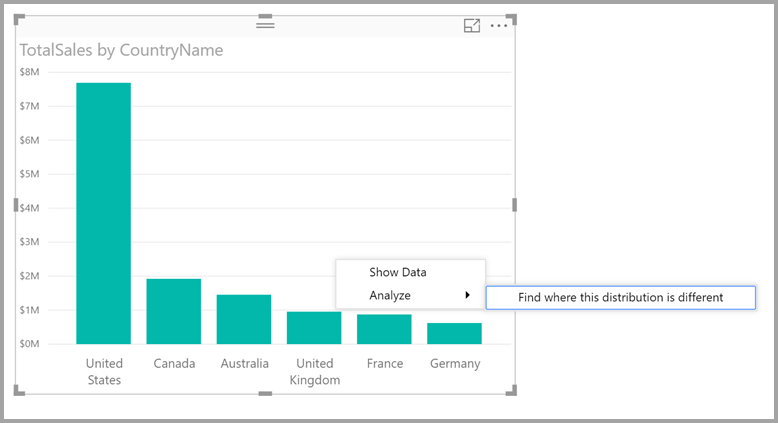 TotalSales by CountryName
$8M
$7M
$6M
$5M
$4M
$3M
$2M
$1M
$0M
Show Data
Analyze
Find where this distribution is different
United
States
Canada
Australia
United
Kingdom
France
Germany